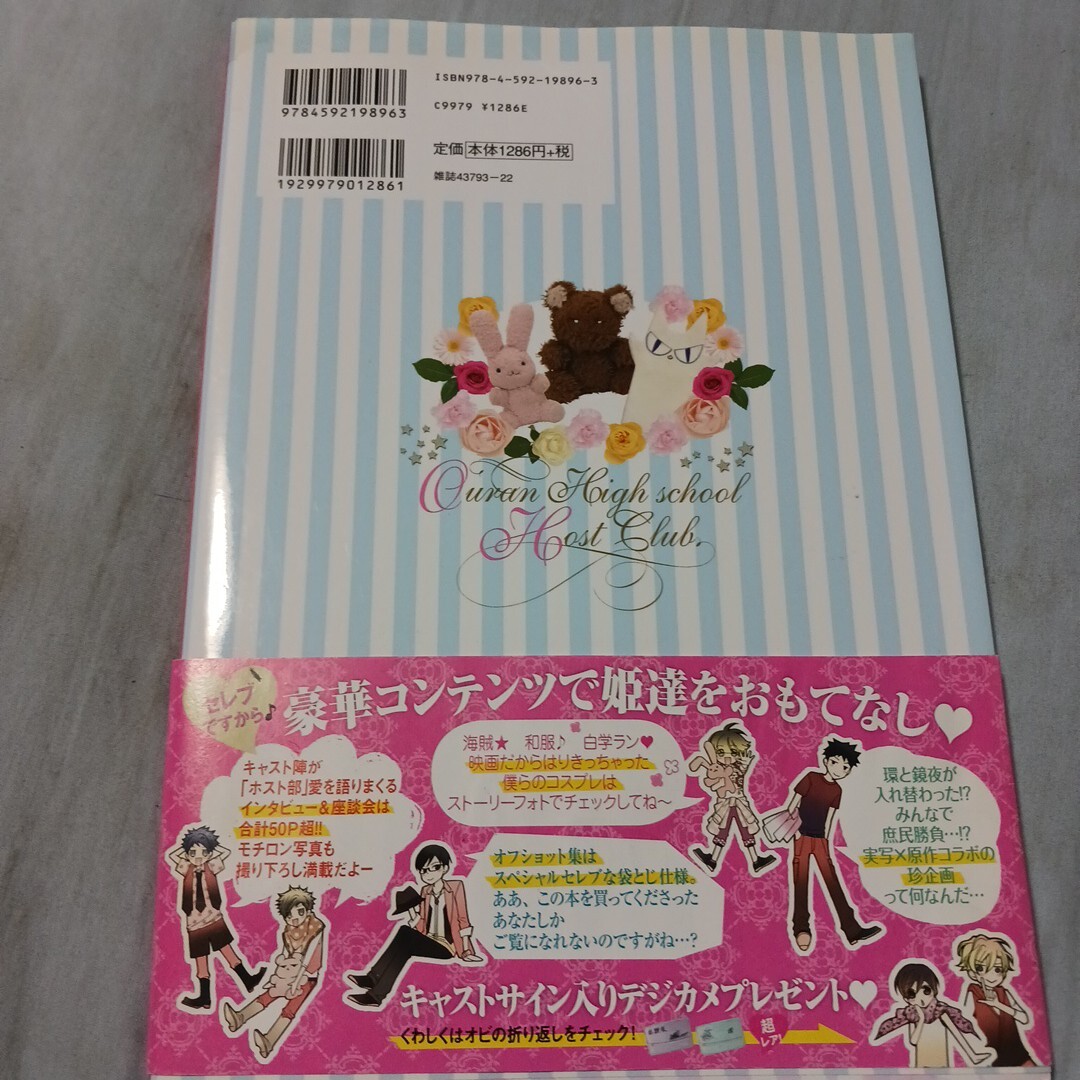 ISBN978-4-592-19896-3
9784592198963
C9979 ¥1286E
定価 本体1286円+税
1929979012861
雑誌43793-22
Ouran High school
Host Club.
セレブ
ですから♪
豪華コンテンツで姫達をおもてなし♥
キャスト陣が
「ホスト部」愛を語りまくる
インタビュー&座談会は
合計50P超!!
モチロン写真も
撮り下ろし満載だよー
海賊★ 和服♪ 白学ラン♥
映画だからはりきっちゃった
僕らのコスプレは
ストーリーフォトでチェックしてね〜
オフショット集は
スペシャルセレブな袋とじ仕様。
ああ、この本を買ってくださった
あなたしか
ご覧になれないのですがね…?
環と鏡夜が
入れ替わった!?
みんなで
庶民勝負…!?
実写×原作コラボの
珍企画
って何なんだ…
キャストサイン入りデジカメプレゼント♥
くわしくはオビの折り返しをチェック!
超
レア!